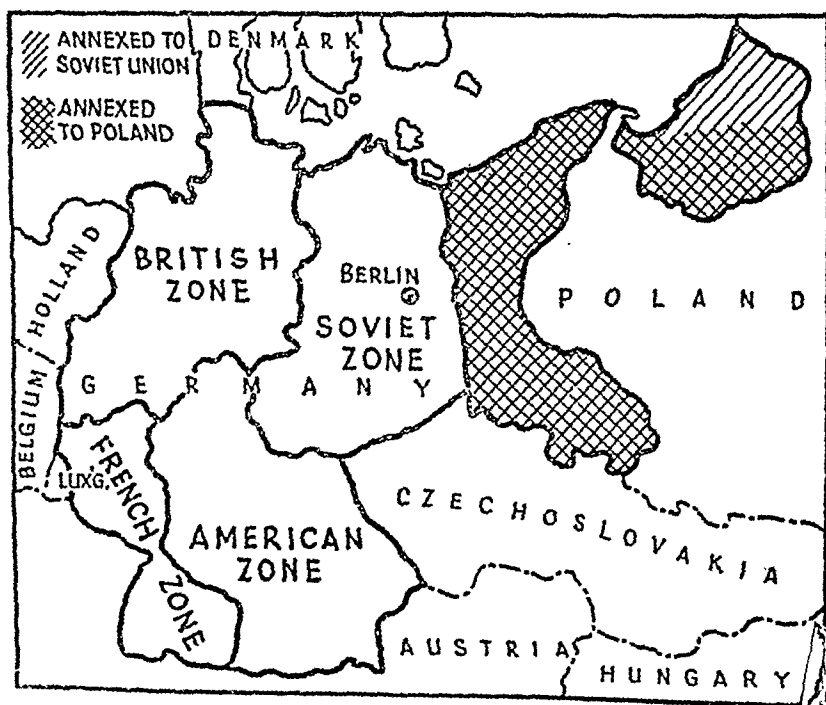 ANNEXED TO
SOVIET UNION
ANNEXED
TO POLAND
DENMARK
BRITISH
ZONE
BERLIN
SOVIET
ZONE
POLAND
HOLLAND
BELGIUM
GERMANY
FRENCH
ZONE
LUXG.
AMERICAN
ZONE
CZECHOSLOVAKIA
AUSTRIA
HUNGARY